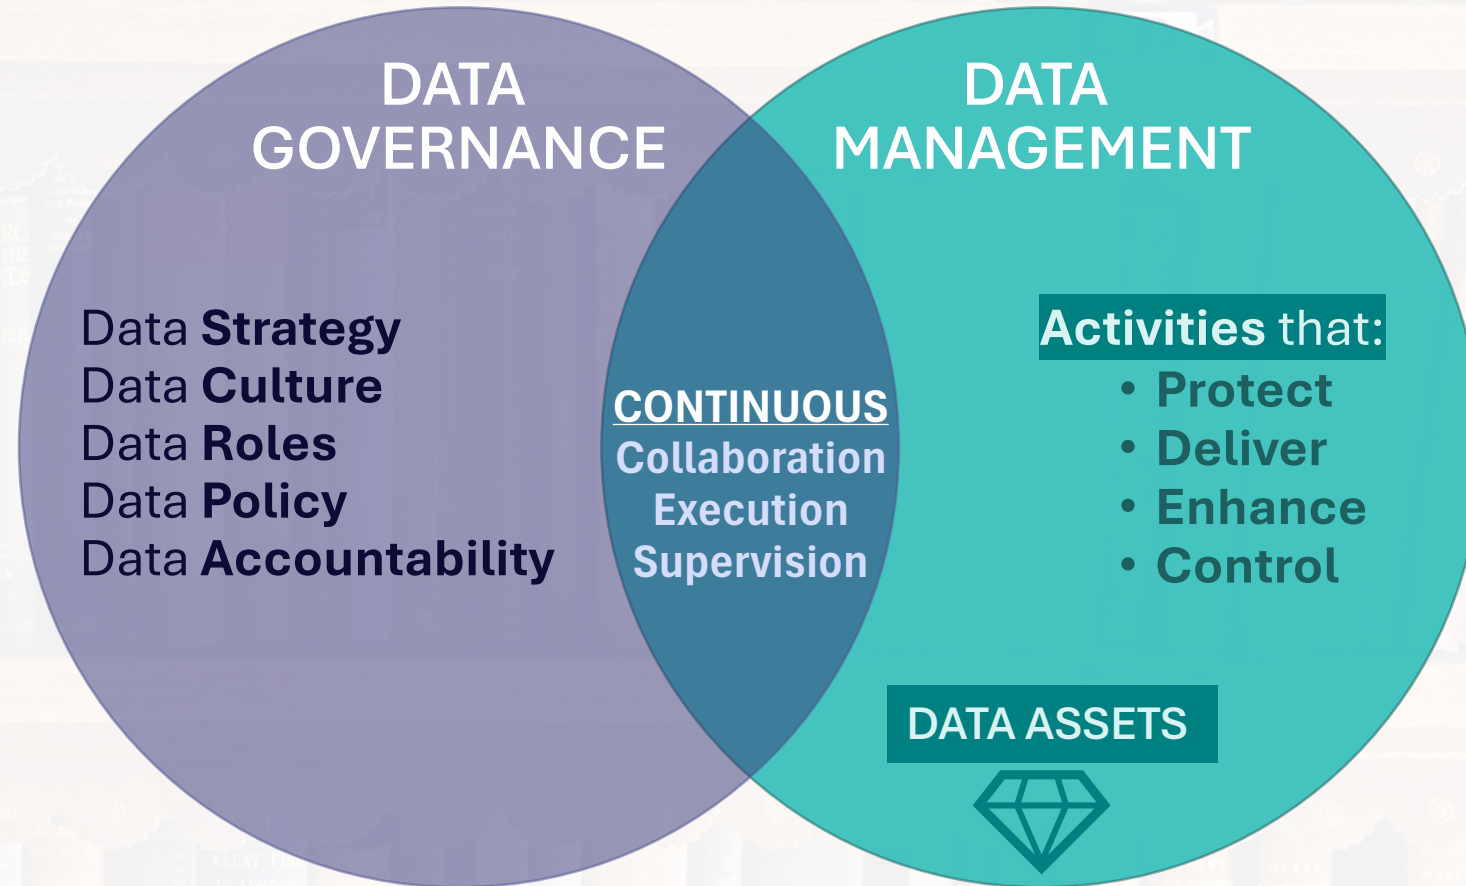 DATA
GOVERNANCE
Data Strategy
Data Culture
Data Roles
Data Policy
Data Accountability
CONTINUOUS
Collaboration
Execution
Supervision
DATA
MANAGEMENT
Activities that:
• Protect
• Deliver
• Enhance
• Control
DATA ASSETS